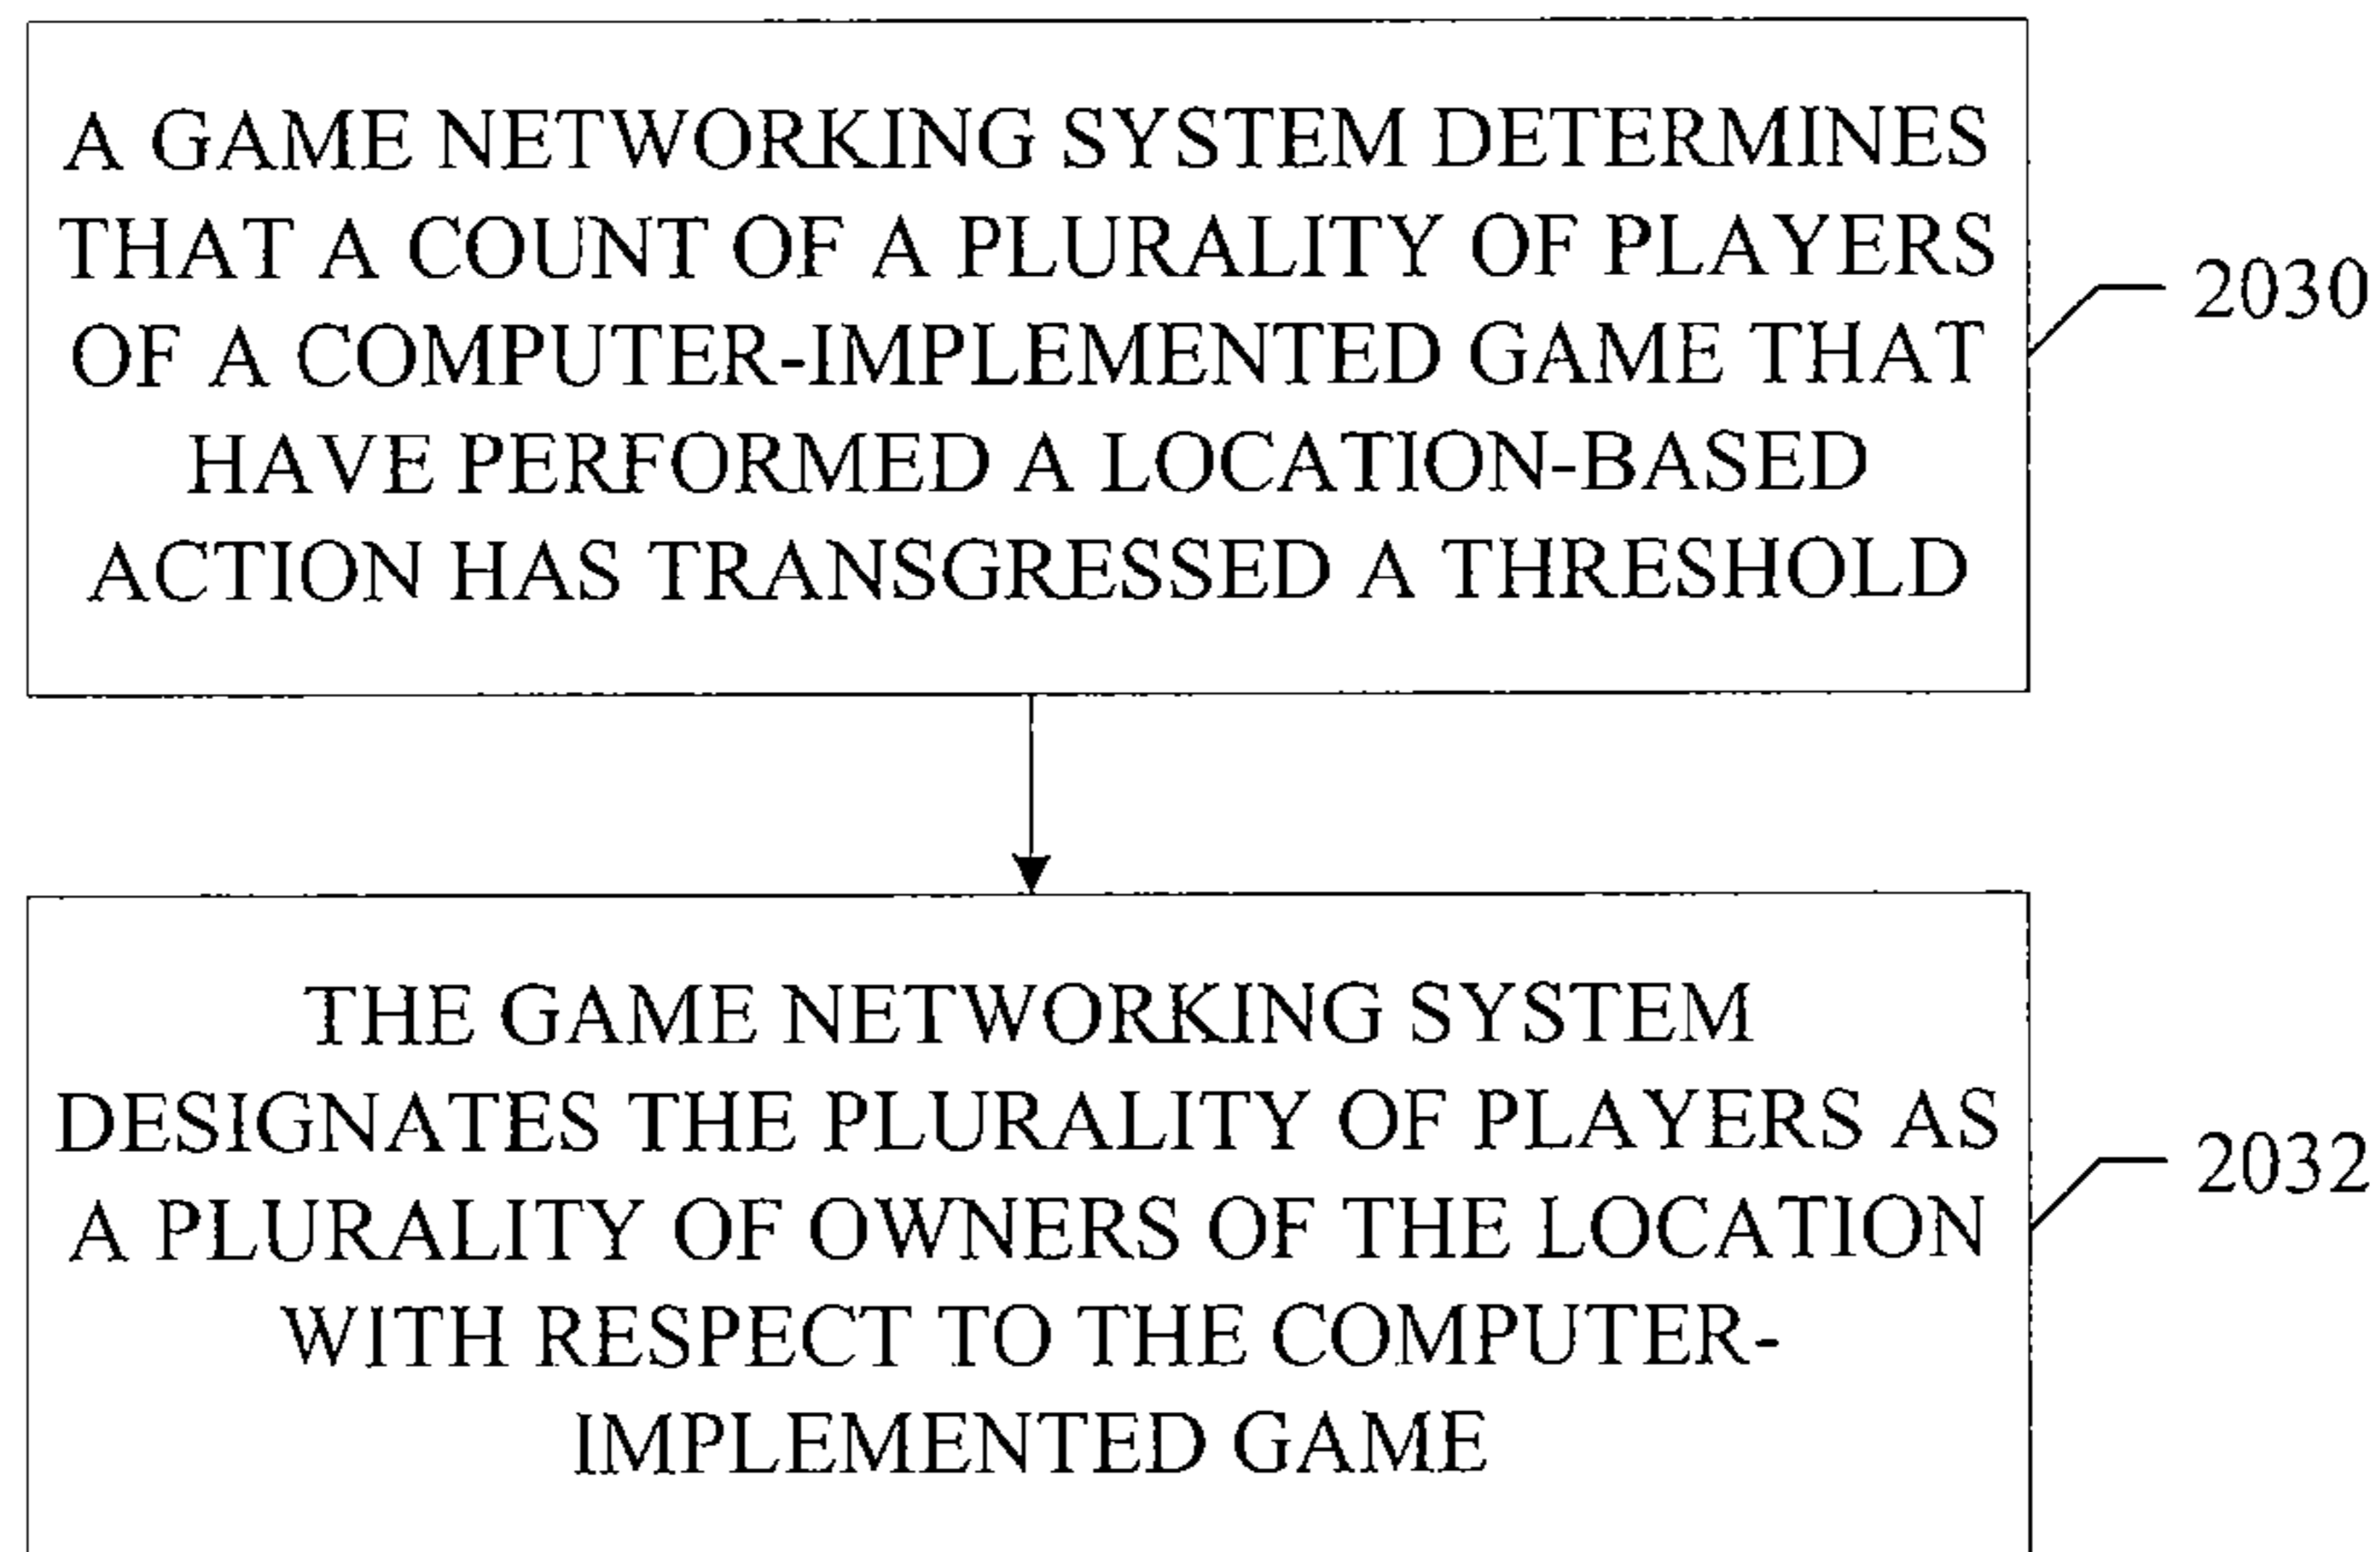 A GAME NETWORKING SYSTEM DETERMINES
THAT A COUNT OF A PLURALITY OF PLAYERS
OF A COMPUTER-IMPLEMENTED GAME THAT
HAVE PERFORMED A LOCATION-BASED
ACTION HAS TRANSGRESSED A THRESHOLD
2030
THE GAME NETWORKING SYSTEM
DESIGNATES THE PLURALITY OF PLAYERS AS
A PLURALITY OF OWNERS OF THE LOCATION
WITH RESPECT TO THE COMPUTER-
IMPLEMENTED GAME
2032